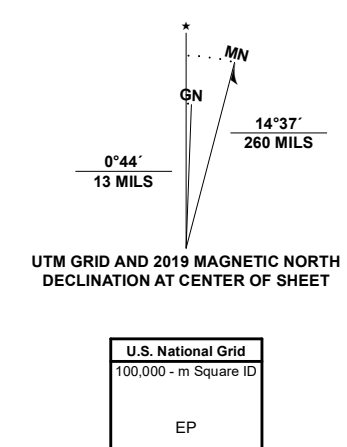 ★
MN
GN
14°37´
260 MILS
0°44´
13 MILS
UTM GRID AND 2019 MAGNETIC NORTH
DECLINATION AT CENTER OF SHEET
U.S. National Grid
100,000 - m Square ID
EP